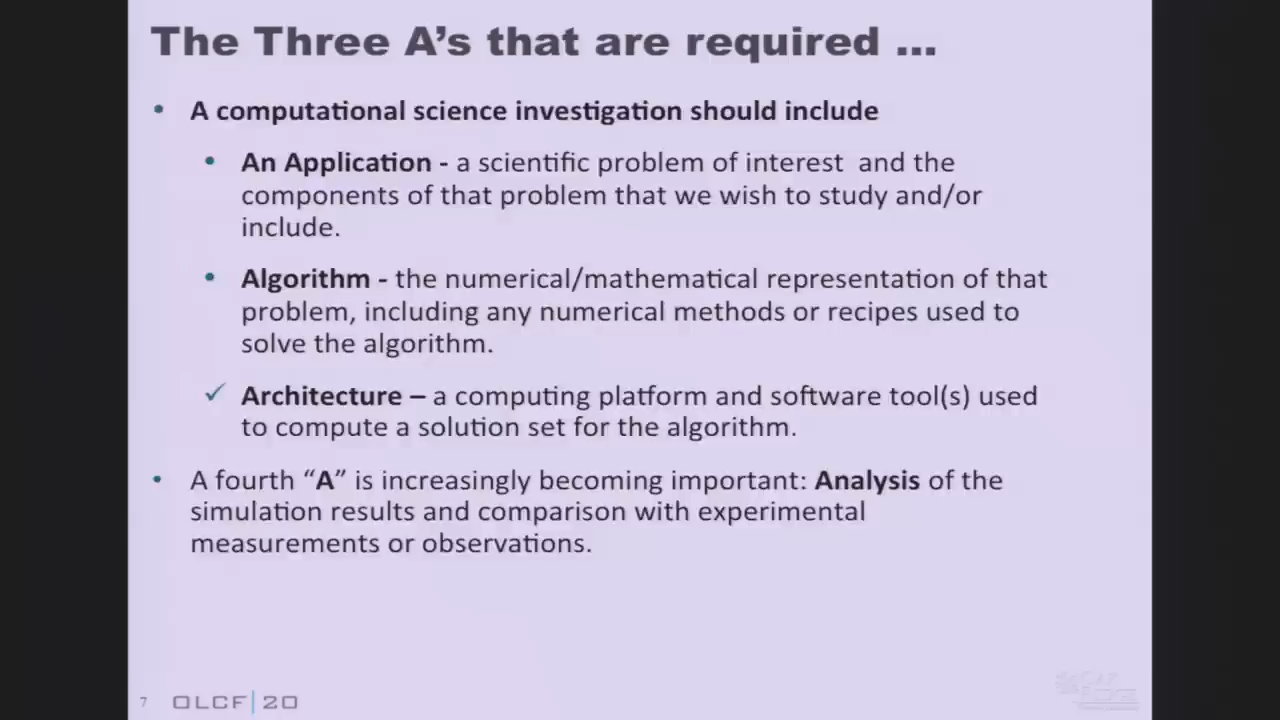 The Three A's that are required ...
• A computational science investigation should include
• An Application - a scientific problem of interest and the
components of that problem that we wish to study and/or
include.
• Algorithm - the numerical/mathematical representation of that
problem, including any numerical methods or recipes used to
solve the algorithm.
✓ Architecture – a computing platform and software tool(s) used
to compute a solution set for the algorithm.
• A fourth “A” is increasingly becoming important: Analysis of the
simulation results and comparison with experimental
measurements or observations.
7 OLCF|20